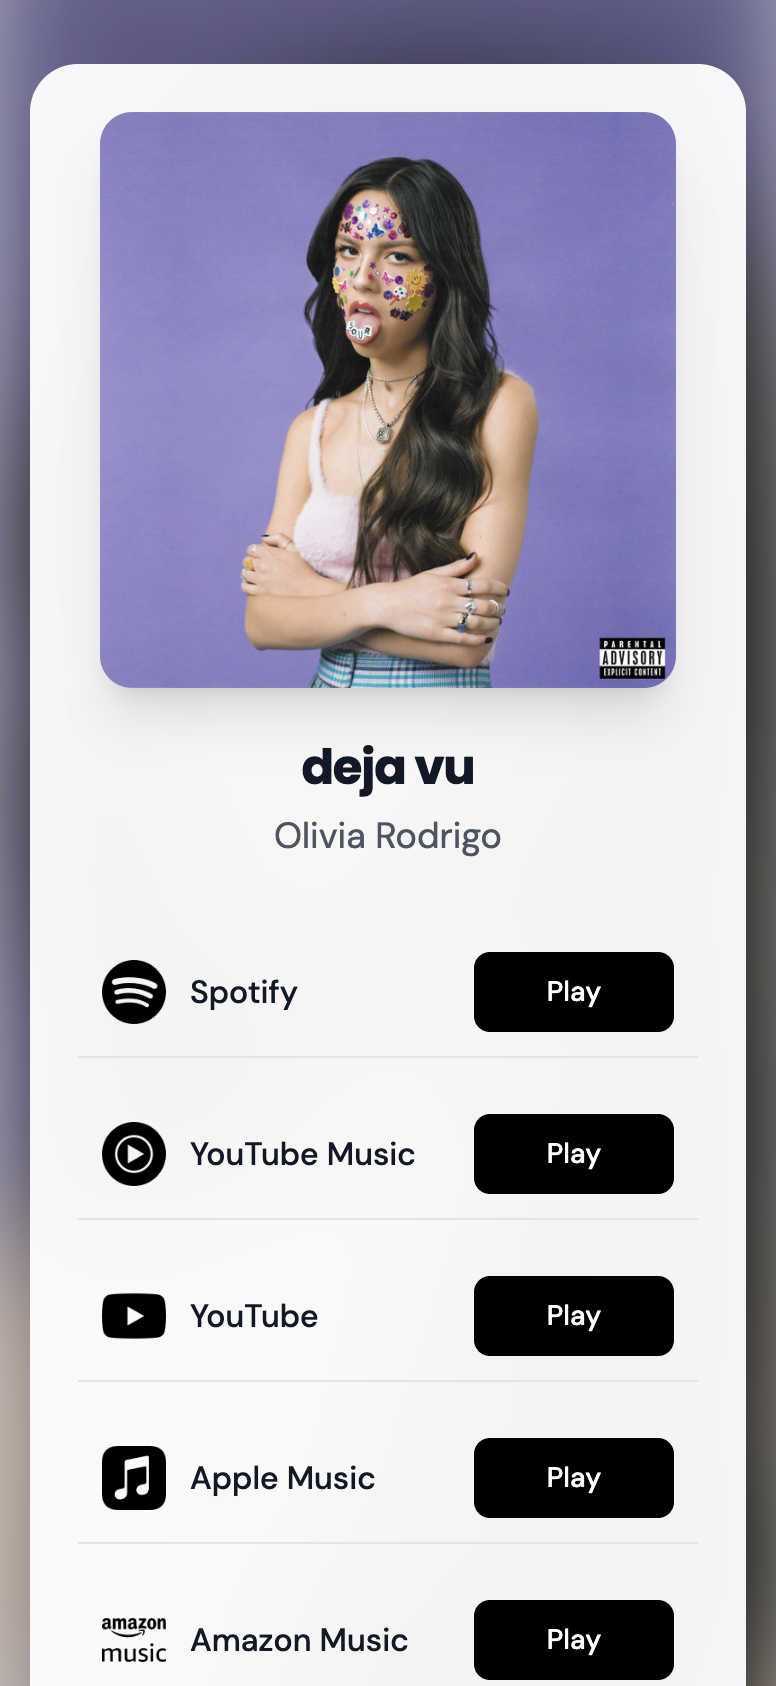 SOUR
PARENTAL
ADVISORY
EXPLICIT CONTENT
deja vu
Olivia Rodrigo
Spotify
Play
YouTube Music
Play
YouTube
Play
Apple Music
Play
amazon
music
Amazon Music
Play